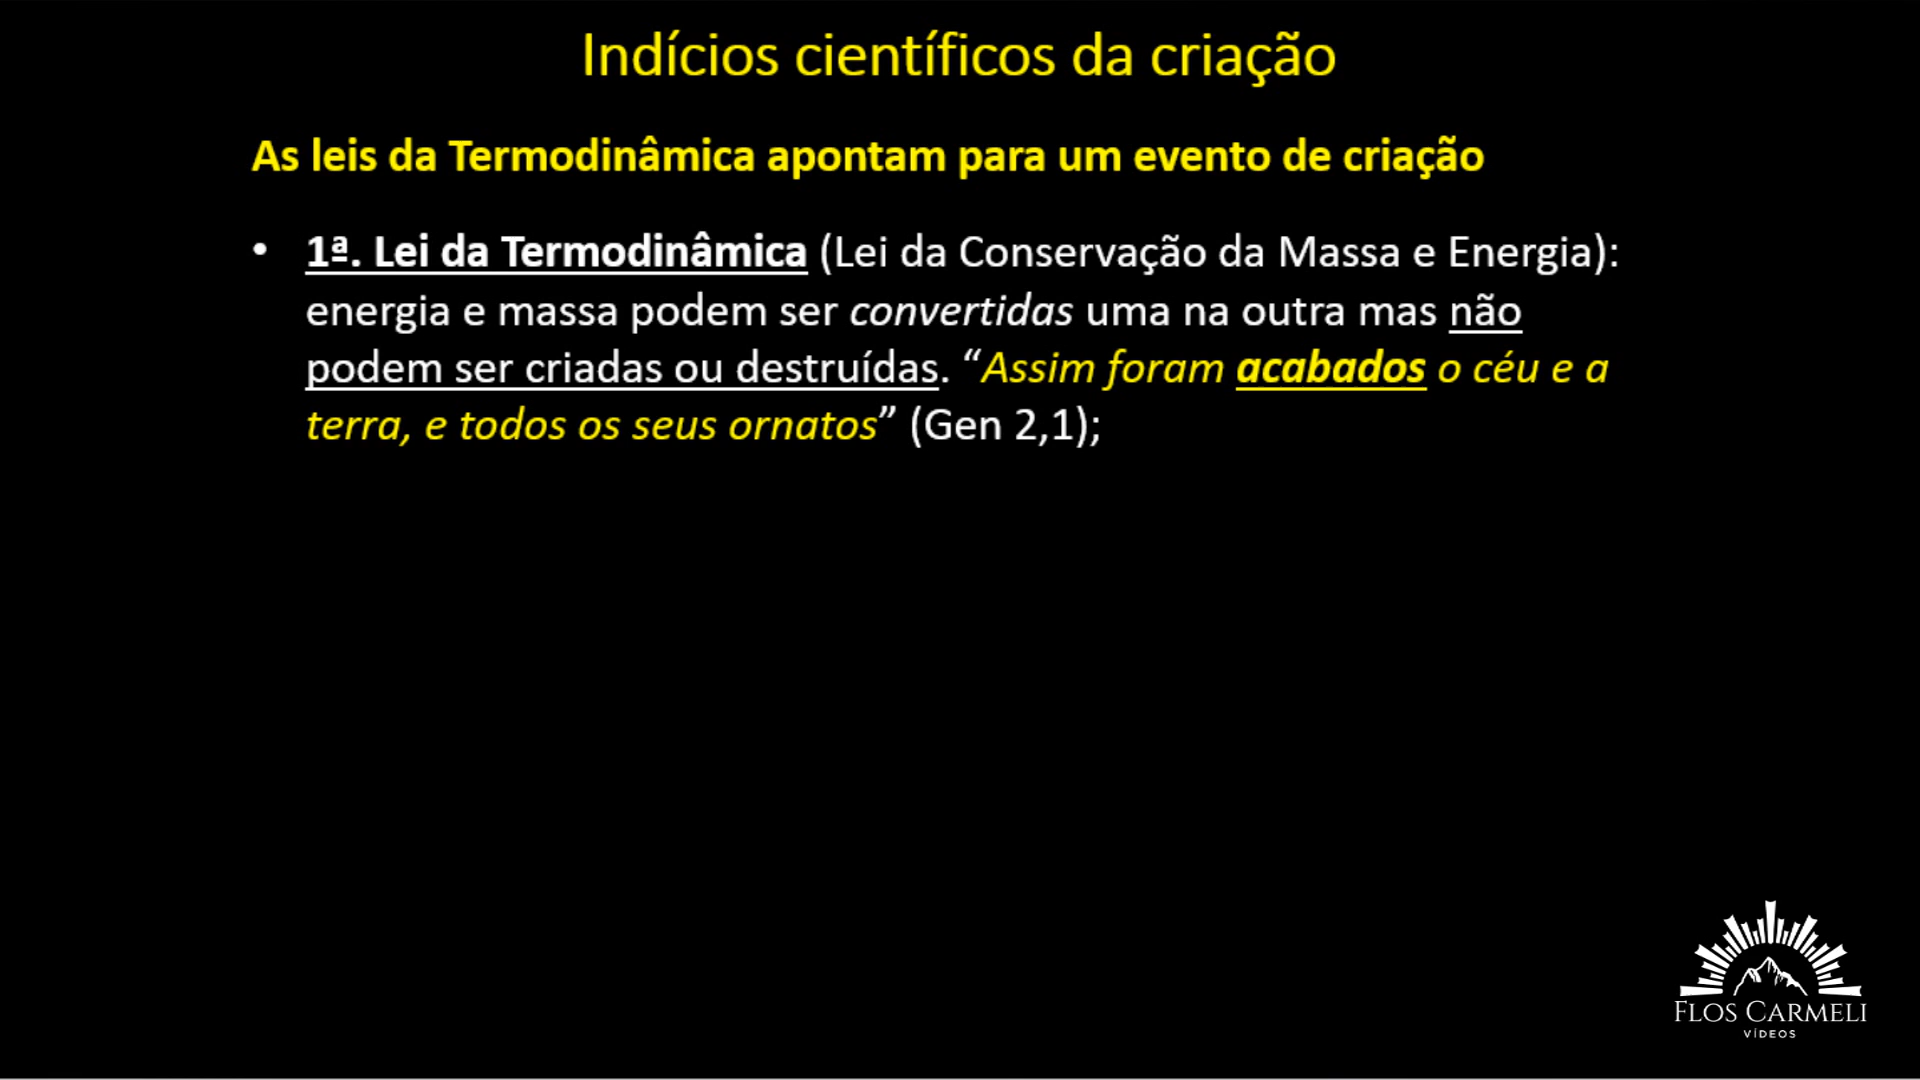 Indícios científicos da criação
As leis da Termodinâmica apontam para um evento de criação
• 1ª. Lei da Termodinâmica (Lei da Conservação da Massa e Energia):
energia e massa podem ser convertidas uma na outra mas não
podem ser criadas ou destruídas. “Assim foram acabados o céu e a
terra, e todos os seus ornatos” (Gen 2,1);
FLOS CARMELI
VÍDEOS